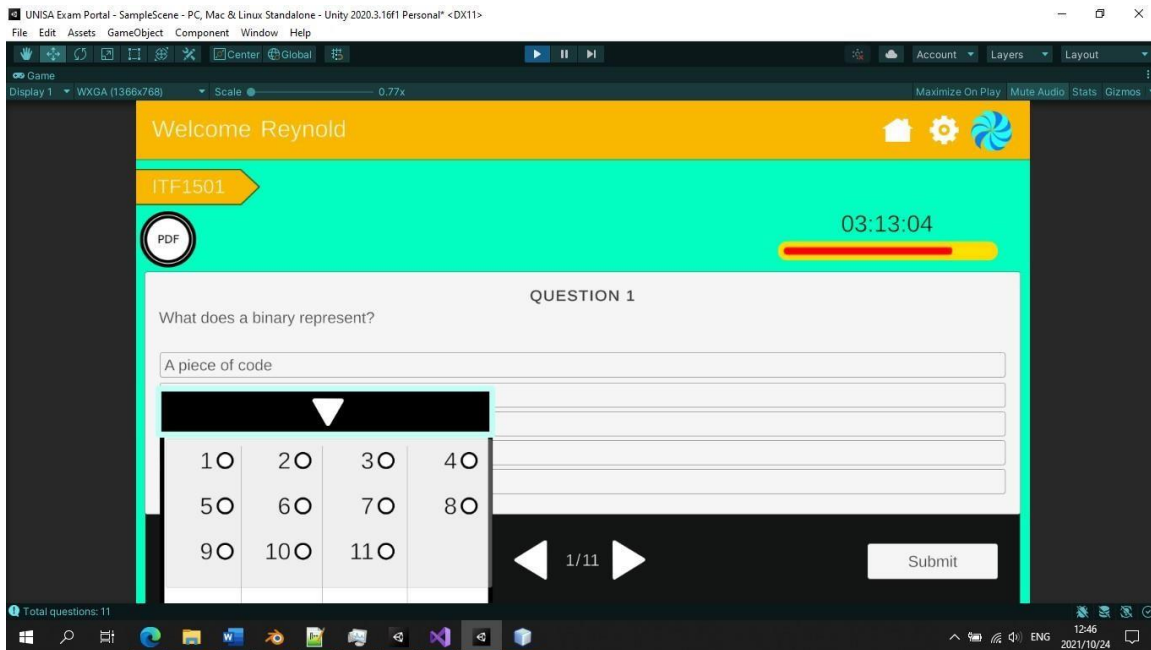 UNISA Exam Portal - SampleScene - PC, Mac & Linux Standalone - Unity 2020.3.16f1 Personal* <DX11>
File Edit Assets GameObject Component Window Help
Center Global Account Layers Layout
Game
Display 1 WXGA (1366x768) Scale 0.77x Maximize On Play Mute Audio Stats Gizmos
Welcome Reynold
ITF1501
PDF
03:13:04
QUESTION 1
What does a binary represent?
A piece of code
1 2 3 4
5 6 7 8
9 10 11
1/11
Submit
Total questions: 11
ENG
12:46
2021/10/24